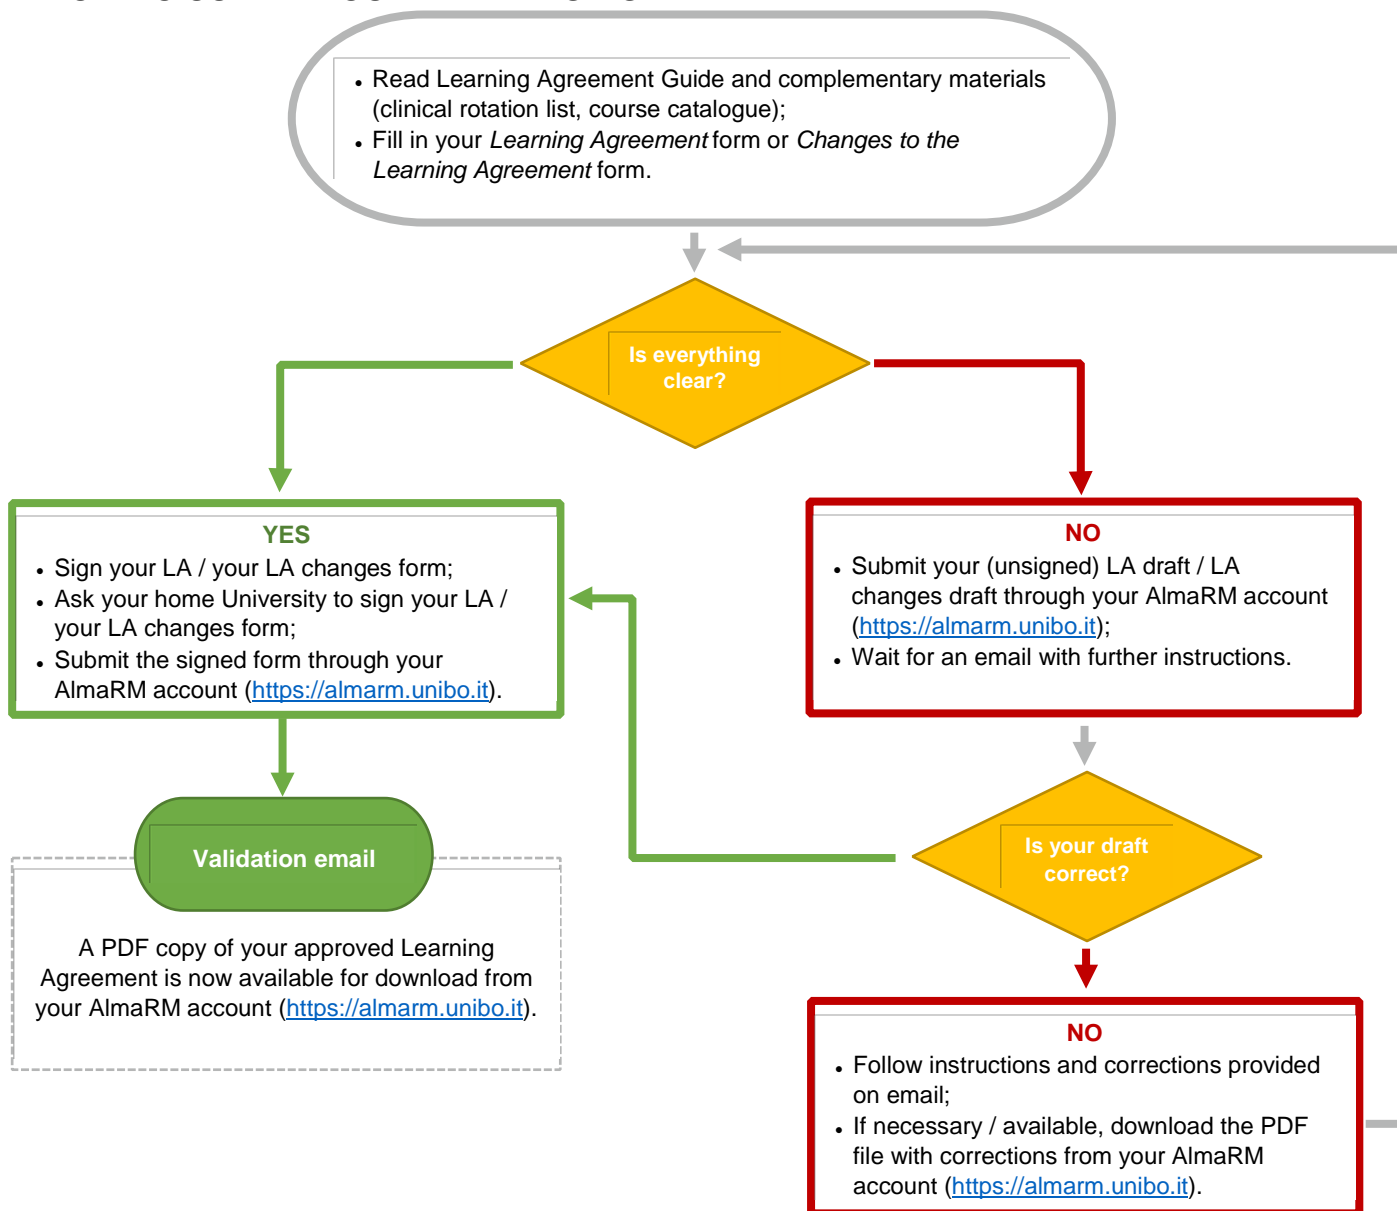 • Read Learning Agreement Guide and complementary materials
(clinical rotation list, course catalogue);
• Fill in your Learning Agreement form or Changes to the
Learning Agreement form.
Is everything
clear?
YES
• Sign your LA / your LA changes form;
• Ask your home University to sign your LA /
your LA changes form;
• Submit the signed form through your
AlmaRM account (https://almarm.unibo.it).
NO
• Submit your (unsigned) LA draft / LA
changes draft through your AlmaRM account
(https://almarm.unibo.it);
• Wait for an email with further instructions.
Validation email
A PDF copy of your approved Learning
Agreement is now available for download from
your AlmaRM account (https://almarm.unibo.it).
Is your draft
correct?
NO
• Follow instructions and corrections provided
on email;
• If necessary / available, download the PDF
file with corrections from your AlmaRM
account (https://almarm.unibo.it).